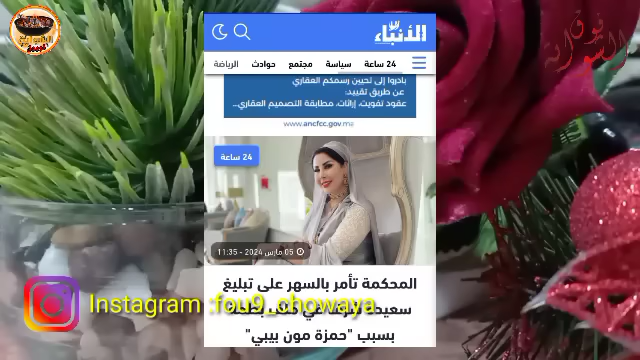 الأنباء
24 ساعة سياسة مجتمع حوادث الرياضة
بادروا إلى تحيين رسمكم العقاري
عن طريق تقييد:
عقود تفويت، إراثات، مطابقة التصميم العقاري...
www.ancfcc.gov.ma
24 ساعة
05 مارس 2024 - 11:35
المحكمة تأمر بالسهر على تبليغ
بسبب "حمزة مون بيبي"
Instagram :fou9_chowaya
فوق الشواية